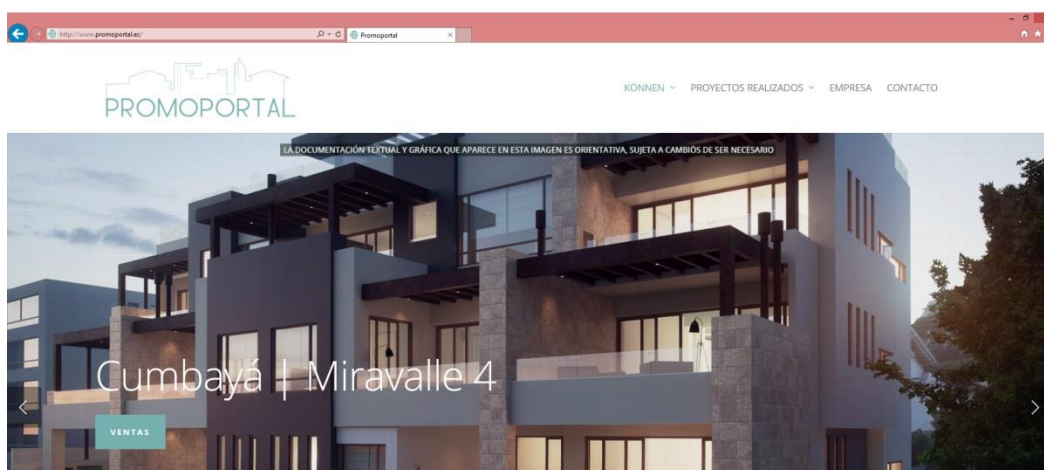 http://www.promoportal.ec/
Promoportal
PROMOPORTAL
KÖNNEN
PROYECTOS REALIZADOS
EMPRESA
CONTACTO
LA DOCUMENTACIÓN TEXTUAL Y GRÁFICA QUE APARECE EN ESTA IMAGEN ES ORIENTATIVA, SUJETA A CAMBIOS DE SER NECESARIO
Cumbayá | Miravalle 4
VENTAS